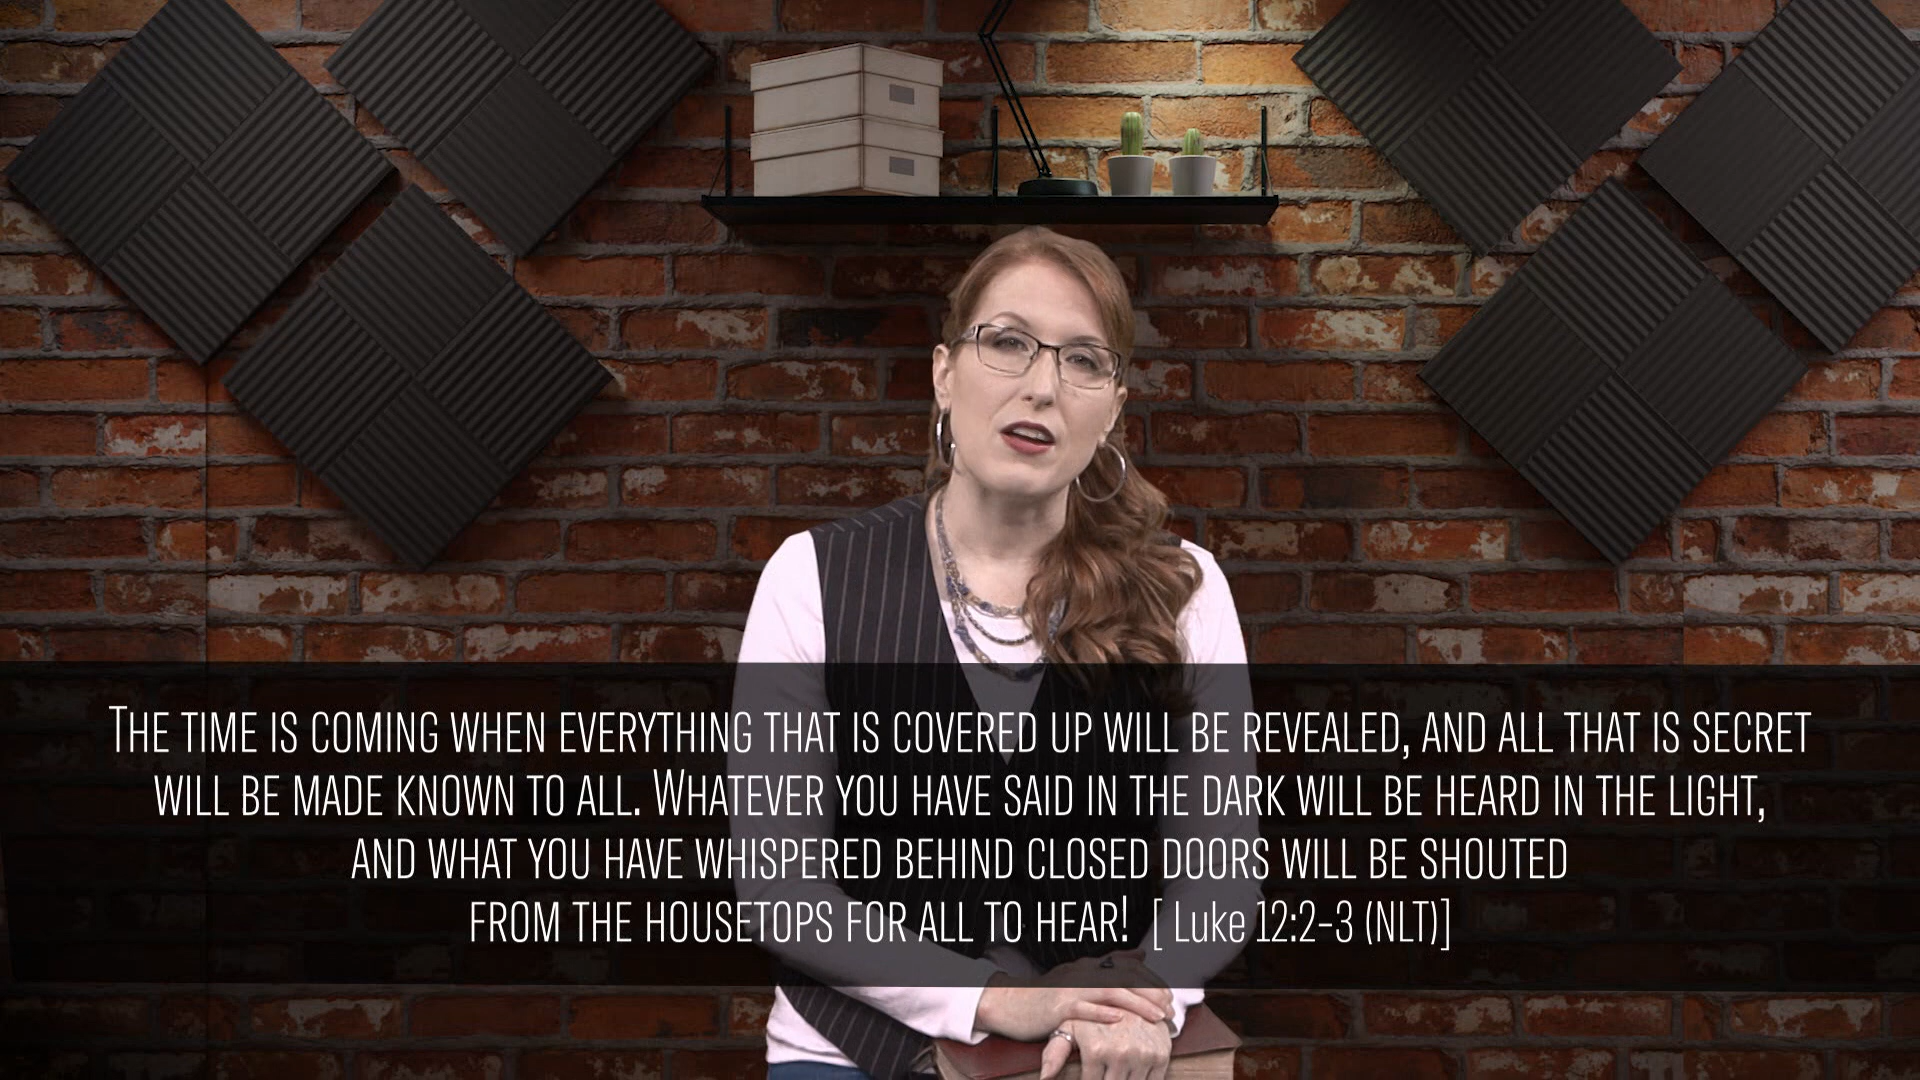 The time is coming when everything that is covered up will be revealed, and all that is secret
will be made known to all. Whatever you have said in the dark will be heard in the light,
and what you have whispered behind closed doors will be shouted
from the housetops for all to hear!  [ Luke 12:2-3 (NLT)]